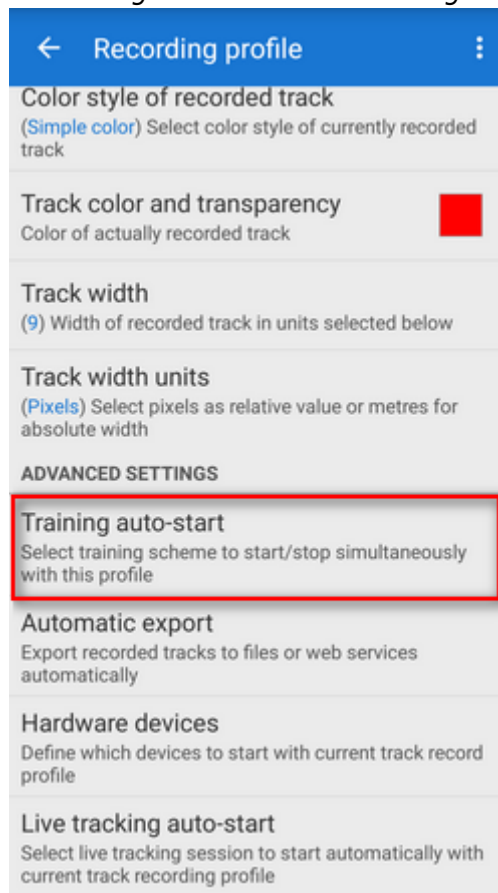 Recording profile
Color style of recorded track
(Simple color) Select color style of currently recorded
track
Track color and transparency
Color of actually recorded track
Track width
(9) Width of recorded track in units selected below
Track width units
(Pixels) Select pixels as relative value or metres for
absolute width
ADVANCED SETTINGS
Training auto-start
Select training scheme to start/stop simultaneously
with this profile
Automatic export
Export recorded tracks to files or web services
automatically
Hardware devices
Define which devices to start with current track record
profile
Live tracking auto-start
Select live tracking session to start automatically with
current track recording profile